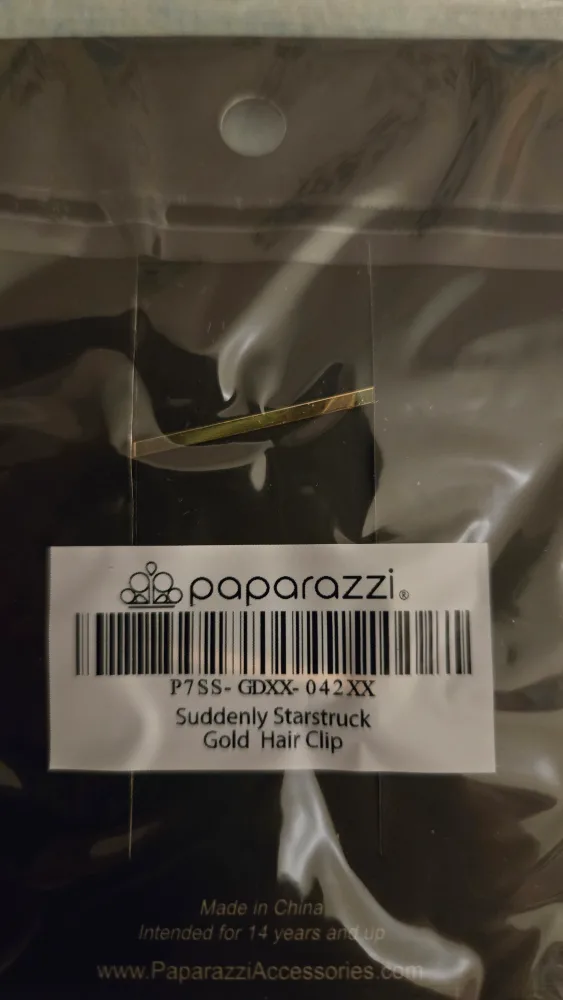 paparazzi®
P7SS-GDXX-042XX
Suddenly Starstruck
Gold Hair Clip
Made in China
Intended for 14 years and up
www.PaparazziAccessories.com